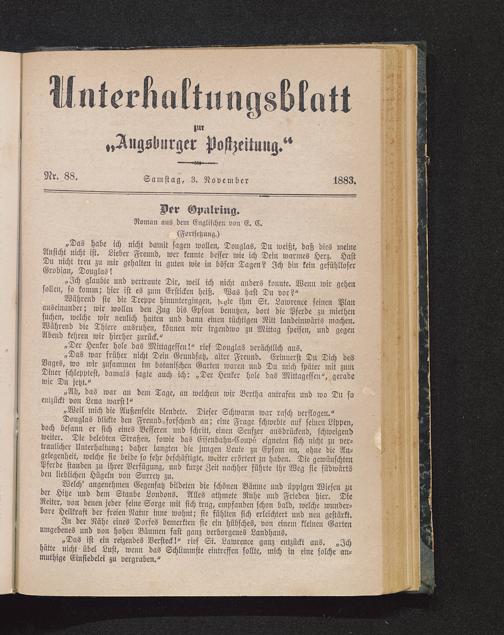 Unterhaltungsblatt
zur
„Augsburger Postzeitung.“
Nr. 88. Samstag, 3. November 1883.
Der Opalring.
Roman aus dem Englischen von E. C.
(Fortsetzung.)
„Das habe ich nicht damit sagen wollen, Douglas, Du weißt, daß dies meine
Ansicht nicht ist. Lieber Freund, wer kennte besser wie ich Dein warmes Herz. Hast
Du nicht treu zu mir gehalten in guten wie in bösen Tagen? Ich bin kein gefühlloser
Grobian, Douglas!
„Ich glaubte und vertraute Dir, weil ich nicht anders konnte. Wenn wir gehen
sollen, so komm; hier ist es zum Ersticken heiß. Was hast Du vor?“
Während sie die Treppe hinuntergingen, legte ihm St. Lawrence seinen Plan
auseinander; wir wollen den Zug bis Epsom benutzen, dort die Pferde zu miethen
suchen, welche wir neulich hatten und dann einen tüchtigen Ritt landeinwärts machen.
Während die Thiere ausruhen, können wir irgendwo zu Mittag speisen, und gegen
Abend kehren wir hierher zurück.“
„Der Henker hole das Mittagessen!“ rief Douglas verächtlich aus.
„Das war früher nicht Dein Grundsatz, alter Freund. Erinnerst Du Dich des
Tages, wo wir zusammen im botanischen Garten waren und Du mich später mit zum
Diner schlepptest, damals sagte auch ich: „Der Henker hole das Mittagessen“, gerade
wie Du jetzt.“
„Ah, das war an dem Tage, an welchem wir Bertha antrafen und wo Du so
entzückt von Lena warst!“
„Weil mich die Außenseite blendete. Dieser Schwarm war rasch verflogen.“
Douglas blickte den Freund forschend an; eine Frage schwebte auf seinen Lippen,
doch besann er sich eines Besseren und schritt, einen Seufzer ausdrückend, schweigend
weiter. Die belebten Straßen, sowie das Eisenbahn-Coupé eigneten sich nicht zu ver-
traulicher Unterhaltung; daher langten die jungen Leute zu Epsom an, ohne die An-
gelegenheit, welche sie beide so sehr beschäftigte, weiter erörtert zu haben. Die gewünschten
Pferde standen zu ihrer Verfügung, und kurze Zeit nachher führte ihr Weg sie südwärts
den lieblichen Hügeln von Surrey zu.
Welch' angenehmen Gegensatz bildeten die schönen Bäume und üppigen Wiesen zu
der Hitze und dem Staube Londons. Alles athmete Ruhe und Frieden hier. Die
Reiter, von denen jeder seine Sorge mit sich trug, empfanden schon bald, welche wunder-
bare Heilkraft der freien Natur inne wohnt; sie fühlten sich erleichtert und neu gestärkt.
In der Nähe eines Dorfes bemerkten sie ein hübsches, von einem kleinen Garten
umgebenes und von hohen Bäumen fast ganz verborgenes Landhaus.
„Das ist ein reizendes Versteck!“ rief St. Lawrence ganz entzückt aus. „Ich
hätte nicht übel Lust, wenn das Schlimmste eintreffen sollte, mich in eine solche an-
muthige Einsiedelei zu vergraben.“